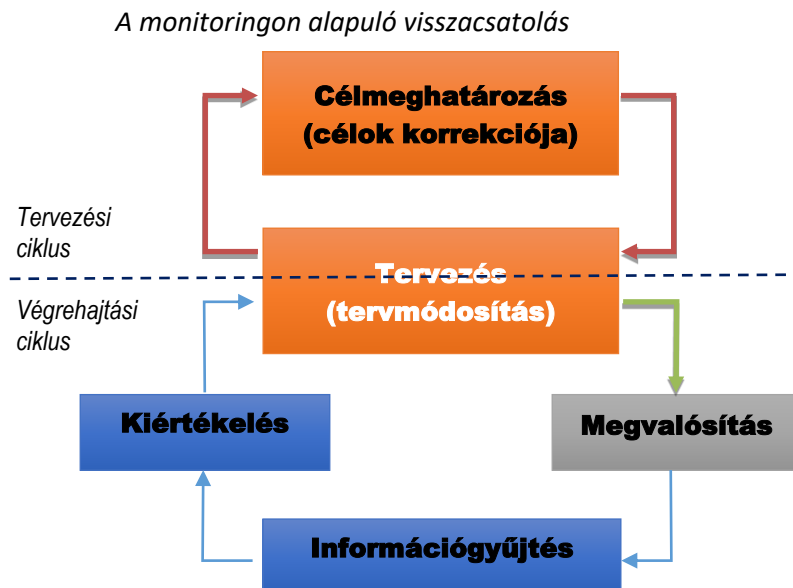 A monitoringon alapuló visszacsatolás
Célmeghatározás
(célok korrekciója)
Tervezési
ciklus
Tervezés
(tervmódosítás)
Végrehajtási
ciklus
Kiértékelés
Megvalósítás
Információgyűjtés